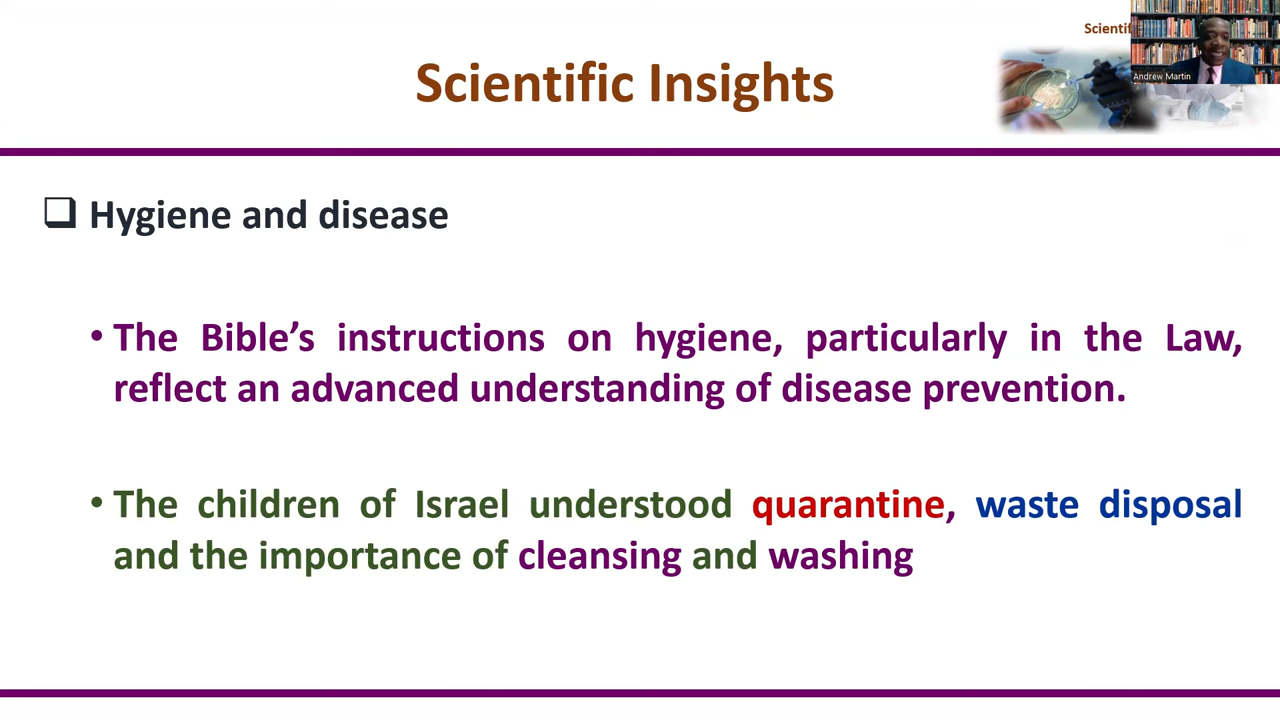 Scientific Insights
Andrew Martin
❑ Hygiene and disease
• The Bible’s instructions on hygiene, particularly in the Law,
reflect an advanced understanding of disease prevention.
• The children of Israel understood quarantine, waste disposal
and the importance of cleansing and washing